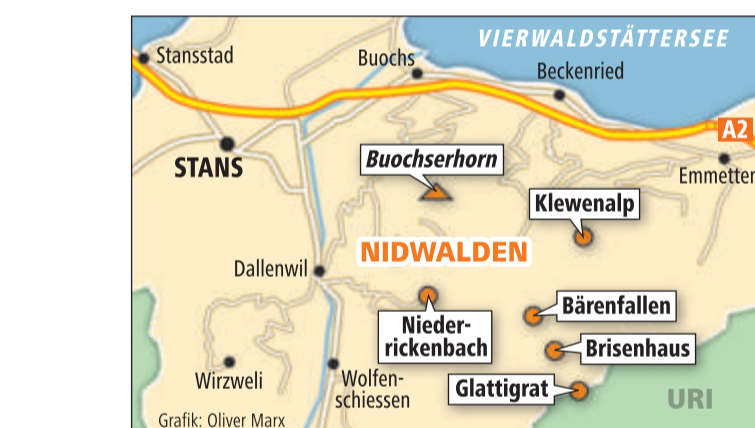 VIERWALDSTÄTTERSEE
Stansstad
Buochs
Beckenried
A2
STANS
Buochserhorn
Emmetten
Klewenalp
NIDWALDEN
Dallenwil
Bärenfallen
Nieder-
rickenbach
Brisenhaus
Wirzweli
Wolfen-
schiessen
Glattigrat
URI
Grafik: Oliver Marx